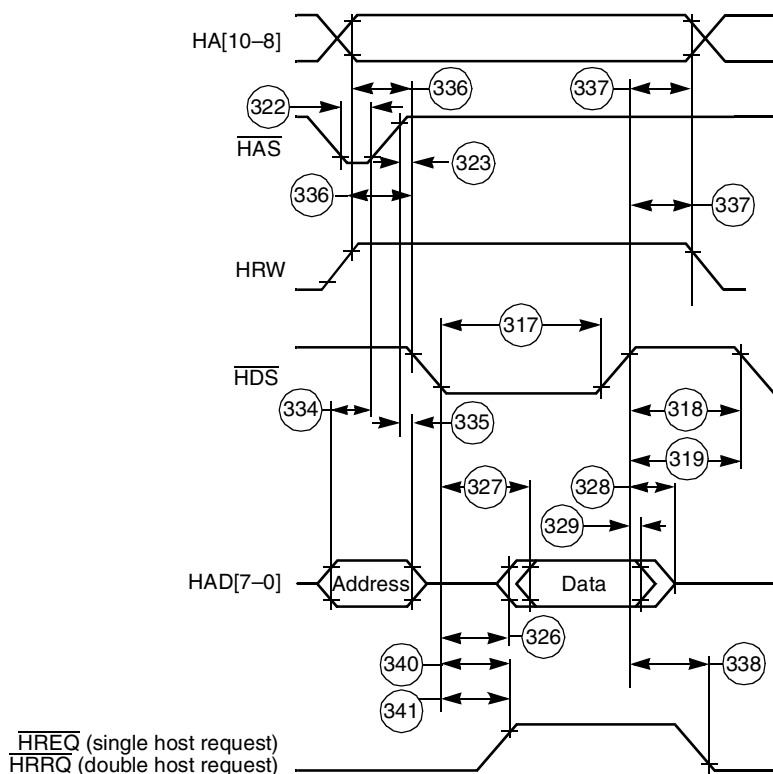 HA[10–8]
336
337
322
HAS
323
336
337
HRW
317
HDS
334
335
318
319
327
328
329
HAD[7–0]
Address
Data
326
340
338
341
HREQ (single host request)
HRRQ (double host request)